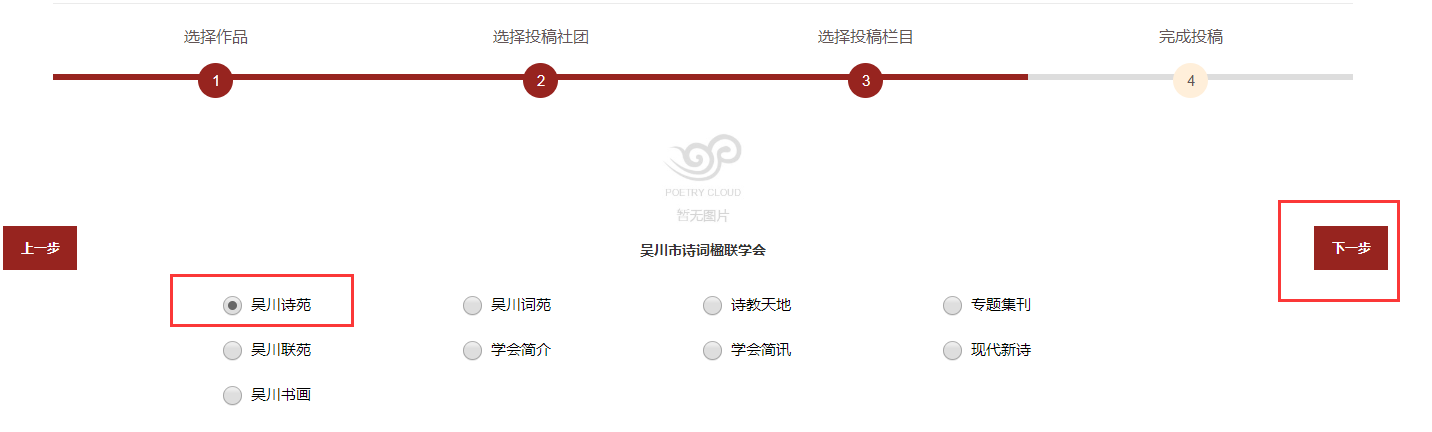 选择作品 选择投稿社团 选择投稿栏目 完成投稿
1 2 3 4
POETRY CLOUD
暂无图片
上一步 下一步
吴川市诗词楹联学会
吴川诗苑 吴川词苑 诗教天地 专题集刊
吴川联苑 学会简介 学会简讯 现代新诗
吴川书画